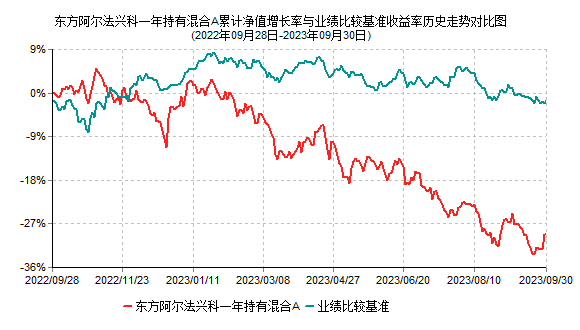 东方阿尔法兴科一年持有混合A累计净值增长率与业绩比较基准收益率历史走势对比图
(2022年09月28日-2023年09月30日)
9%
0%
-9%
-18%
-27%
-36%
2022/09/28 2022/11/23 2023/01/11 2023/03/08 2023/04/27 2023/06/20 2023/08/10 2023/09/30
东方阿尔法兴科一年持有混合A 业绩比较基准